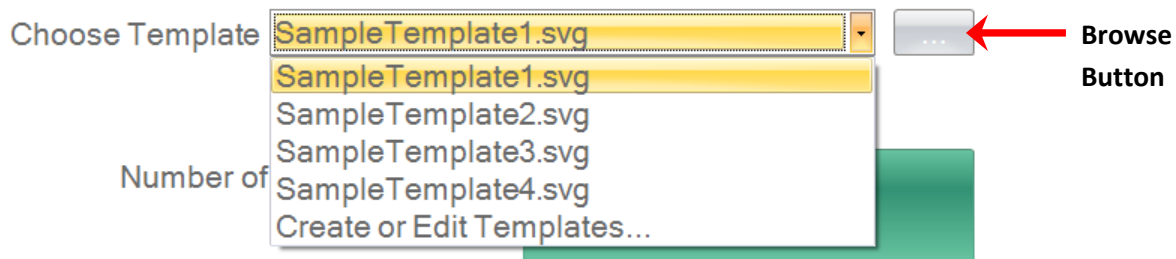 Choose Template SampleTemplate1.svg ... Browse
Button
SampleTemplate1.svg
SampleTemplate2.svg
SampleTemplate3.svg
Number of
SampleTemplate4.svg
Create or Edit Templates...